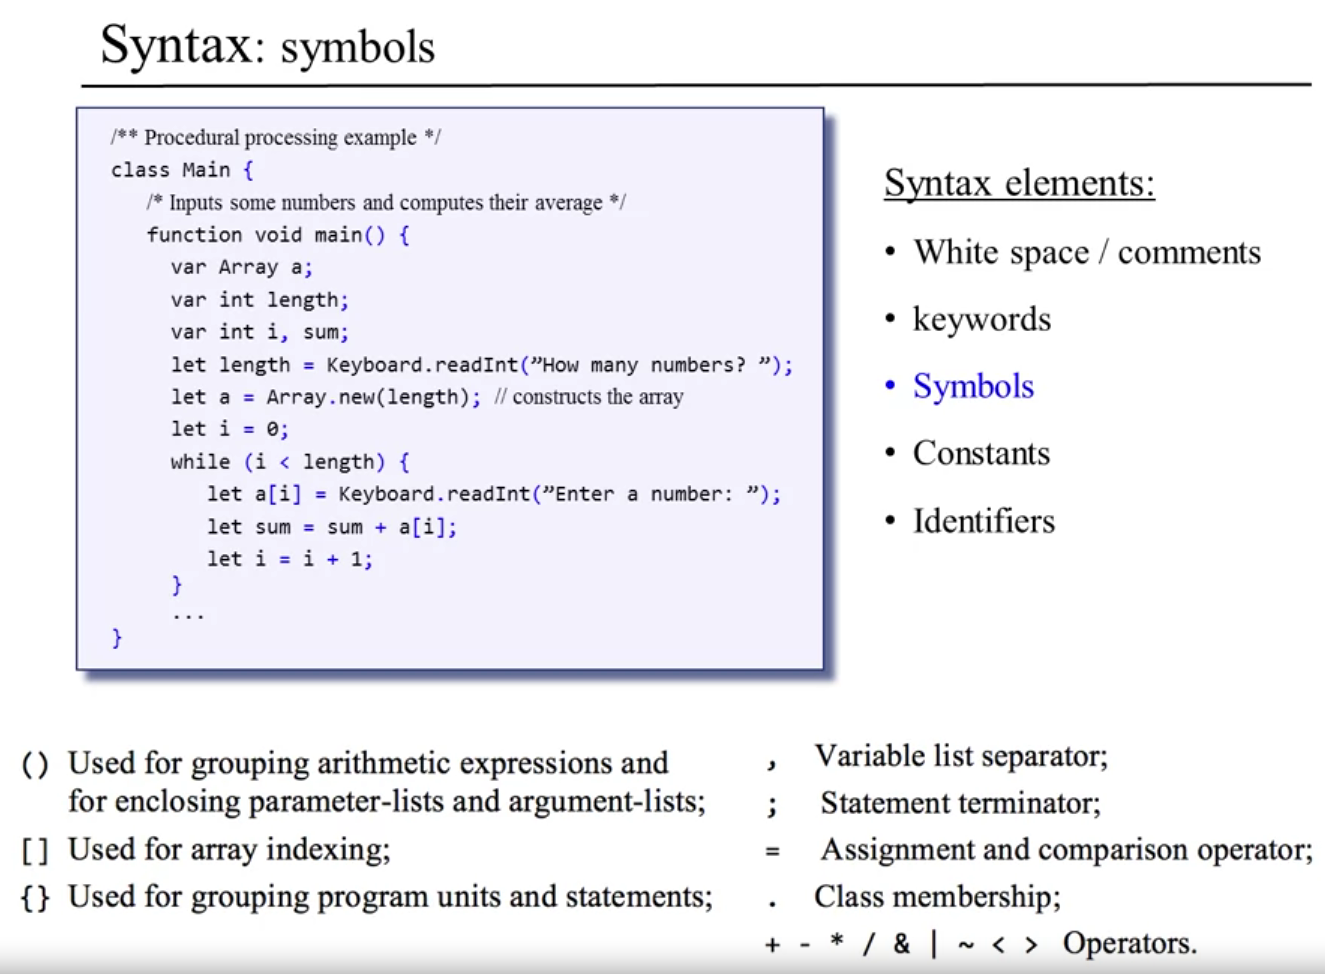 Syntax: symbols
/** Procedural processing example */
class Main {
/* Inputs some numbers and computes their average */
function void main() {
var Array a;
var int length;
var int i, sum;
let length = Keyboard.readInt(”How many numbers? ”);
let a = Array.new(length); // constructs the array
let i = 0;
while (i < length) {
let a[i] = Keyboard.readInt(”Enter a number: ”);
let sum = sum + a[i];
let i = i + 1;
}
...
}
Syntax elements:
• White space / comments
• keywords
• Symbols
• Constants
• Identifiers
() Used for grouping arithmetic expressions and
for enclosing parameter-lists and argument-lists;
[] Used for array indexing;
{} Used for grouping program units and statements;
, Variable list separator;
; Statement terminator;
= Assignment and comparison operator;
. Class membership;
+ - * / & | ~ < > Operators.